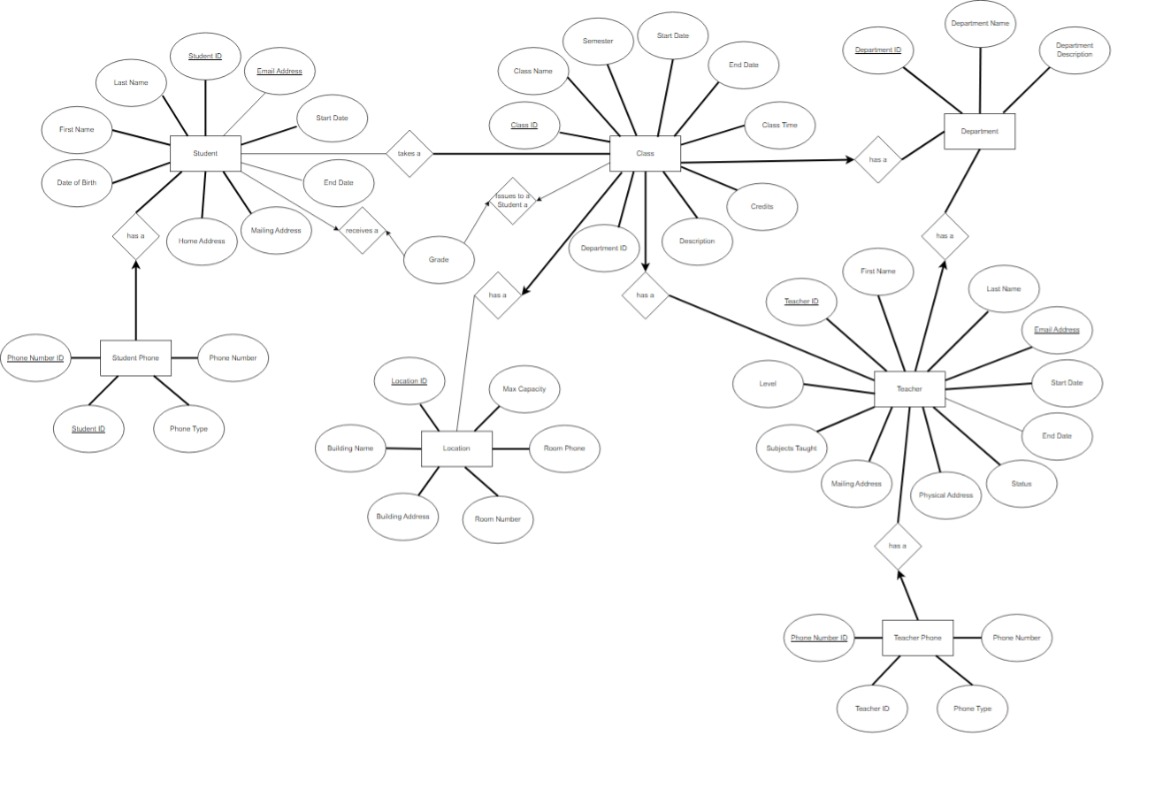 Department Name
Student ID
Semester
Start Date
Department ID
Department
Description
Last Name
Email Address
Class Name
End Date
First Name
Start Date
Class ID
Class Time
Department
Student
takes a
Class
has a
Date of Birth
End Date
Issues to a
Student a
Credits
has a
Home Address
Mailing Address
receives a
Grade
Department ID
Description
has a
First Name
Last Name
has a
has a
Teacher ID
Email Address
Phone Number ID
Student Phone
Phone Number
Location ID
Max Capacity
Level
Teacher
Start Date
Student ID
Phone Type
Building Name
Location
Room Phone
Subjects Taught
End Date
Mailing Address
Physical Address
Status
Building Address
Room Number
has a
Phone Number ID
Teacher Phone
Phone Number
Teacher ID
Phone Type